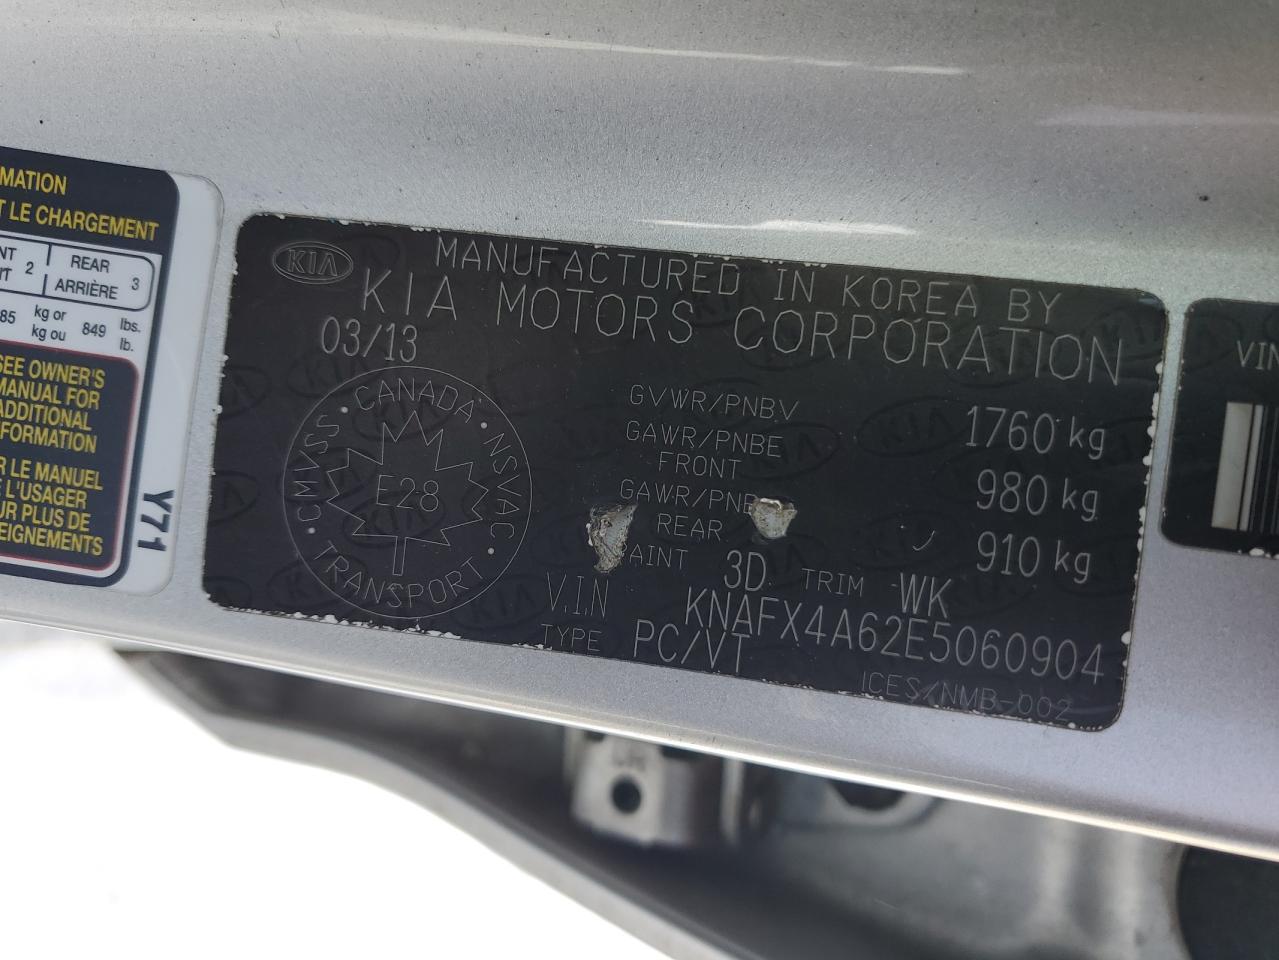 MATION
T LE CHARGEMENT
NT 2 REAR 3
ARRIÈRE
85 kg or 849 lbs.
kg ou lb.
SEE OWNER'S
MANUAL FOR
ADDITIONAL
FORMATION
R LE MANUEL
L'USAGER
UR PLUS DE
EIGNEMENTS
Y71
KIA
MANUFACTURED IN KOREA BY
KIA MOTORS CORPORATION
03/13
CANADA · NSVAC · TRANSPORT · CMVSS
E28
GVWR/PNBV 1760 kg
GAWR/PNBE 980 kg
FRONT
GAWR/PNB 910 kg
REAR
AINT 3D TRIM WK
V.I.N KNAFX4A62E5060904
TYPE PC/VT
ICES/NMB-002
VIN